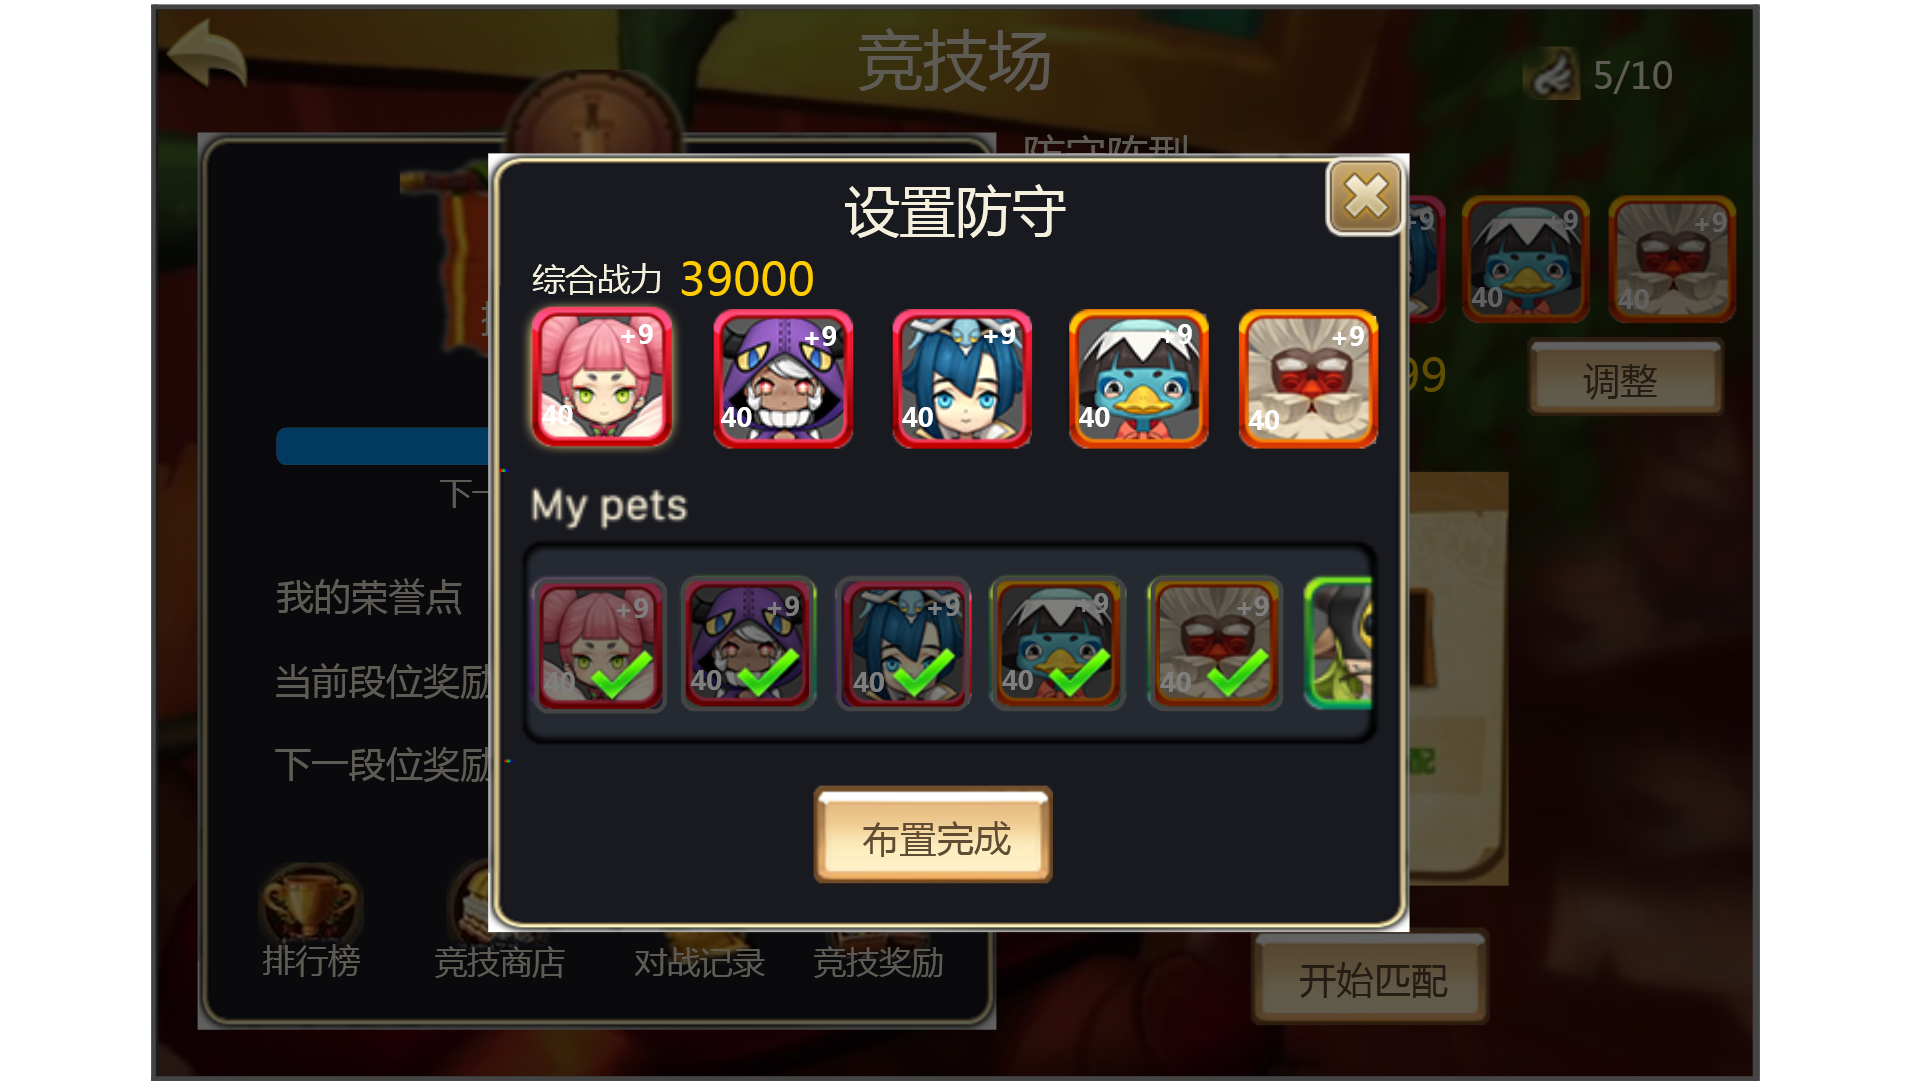 竞技场
5/10
防守阵型
设置防守
综合战力 39000
+9 +9 +9 +9 +9
40 40 40 40 40
+9 +9 +9
40 40
99
调整
My pets
+9 +9 +9 +9 +9
40 40 40 40 40
下一
我的荣誉点
当前段位奖励
下一段位奖励
配
布置完成
排行榜
竞技商店
对战记录
竞技奖励
开始匹配